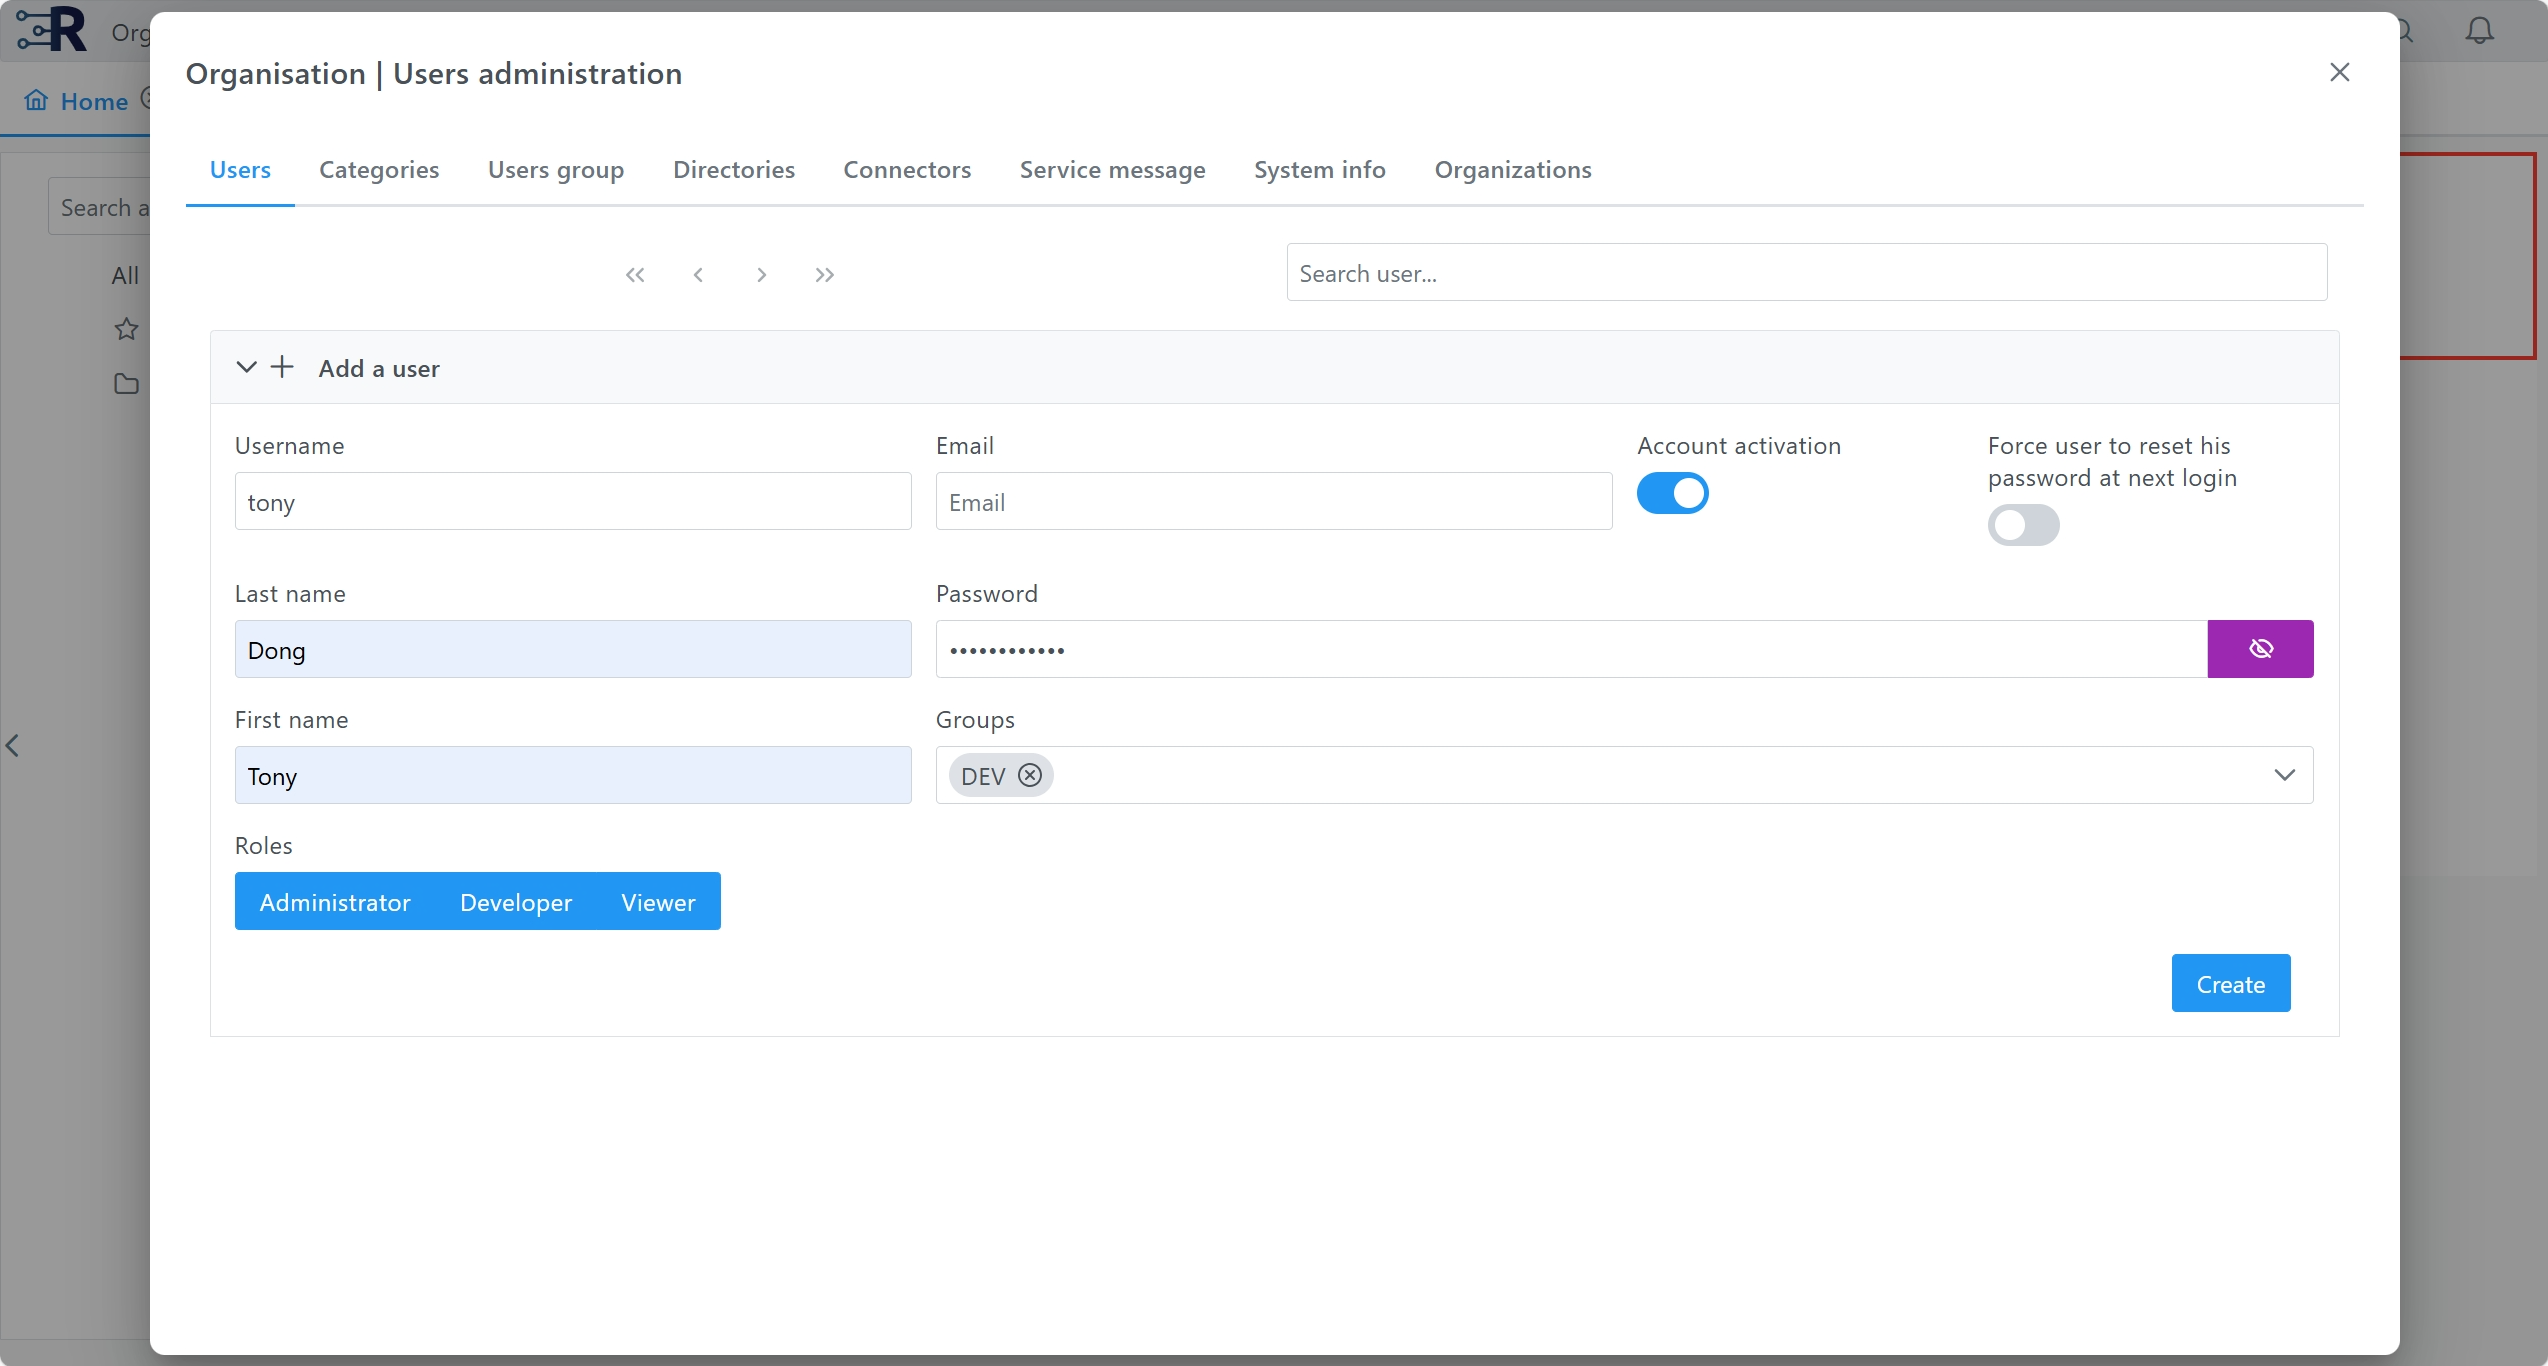 R Org
Organisation | Users administration
Home
Users Categories Users group Directories Connectors Service message System info Organizations
Search a
Search user...
All
Add a user
Username Email Account activation Force user to reset his
password at next login
tony Email
Last name Password
Dong ••••••••••••
First name Groups
Tony DEV
Roles
Administrator Developer Viewer
Create